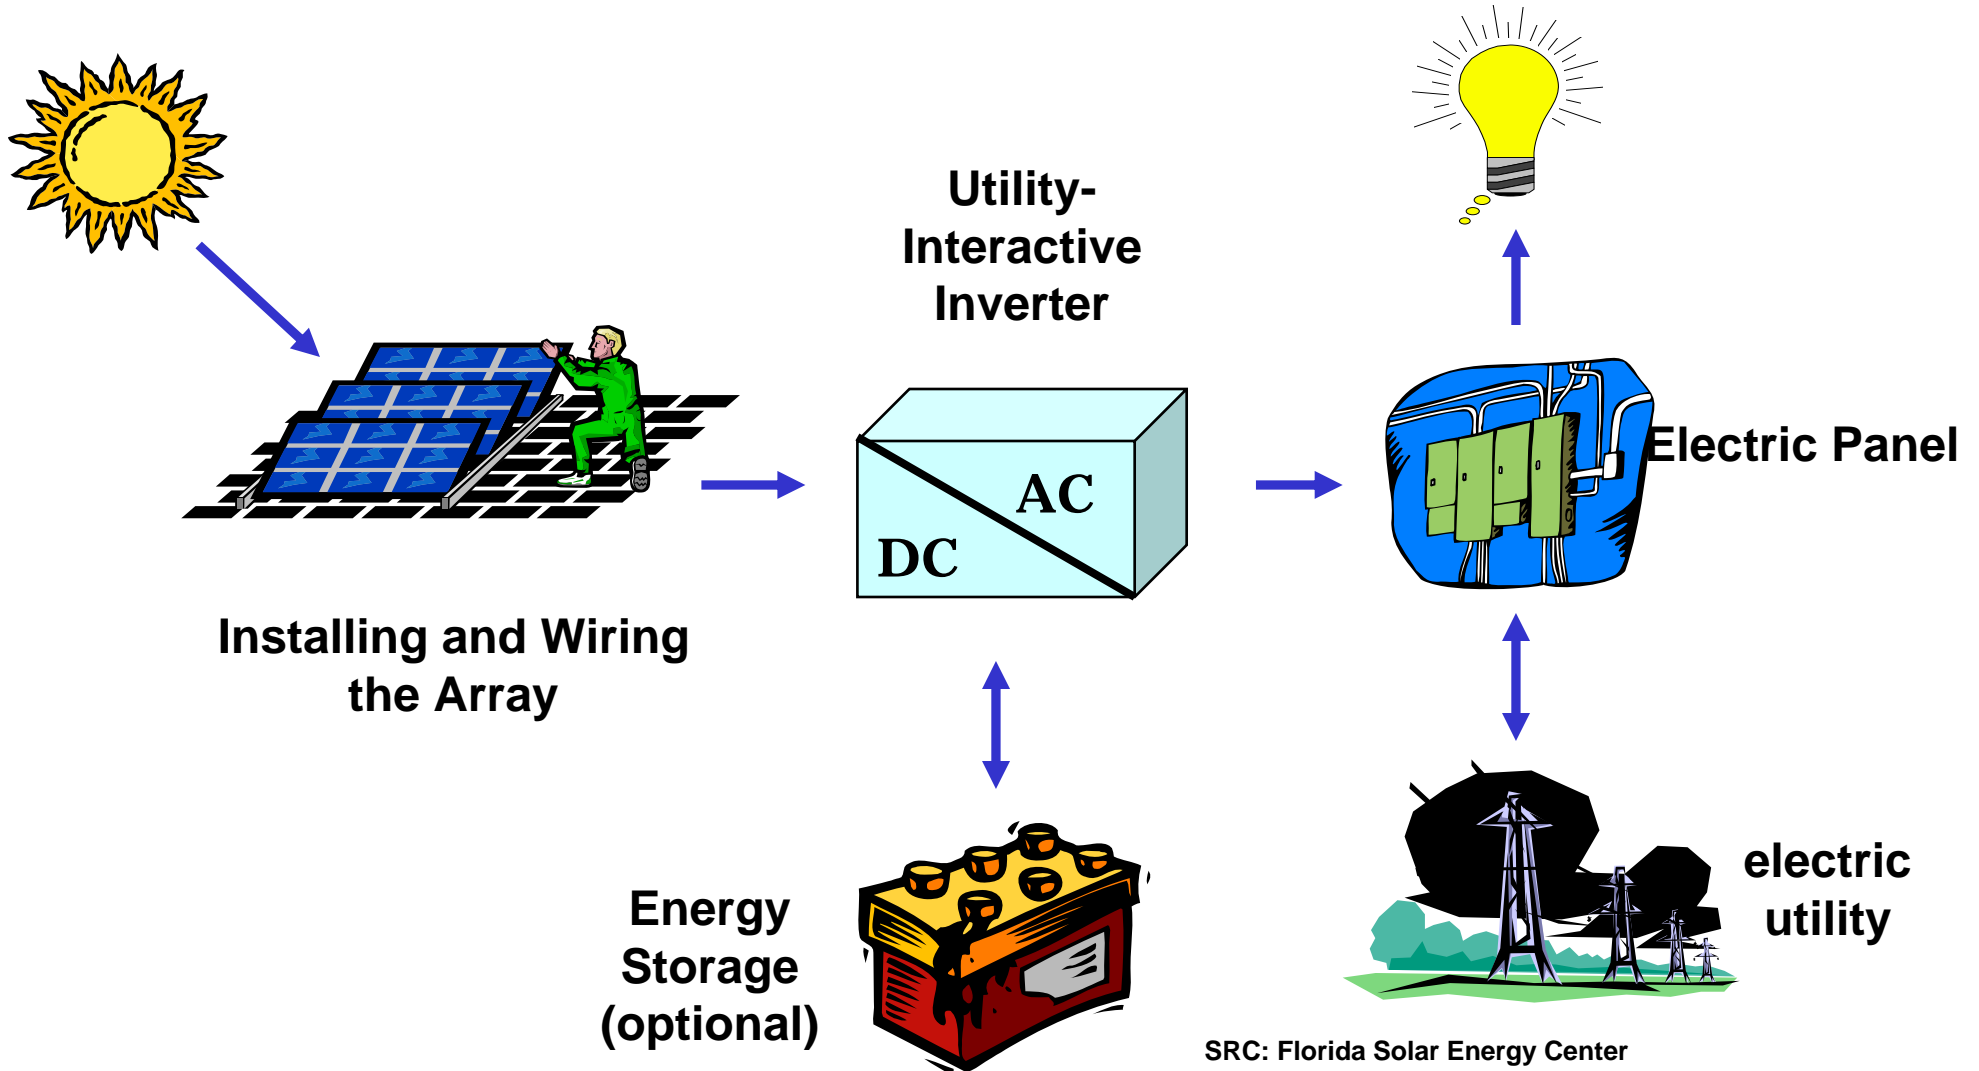 Utility-
Interactive
Inverter
AC
DC
Electric Panel
Installing and Wiring
the Array
Energy
Storage
(optional)
electric
utility
SRC: Florida Solar Energy Center